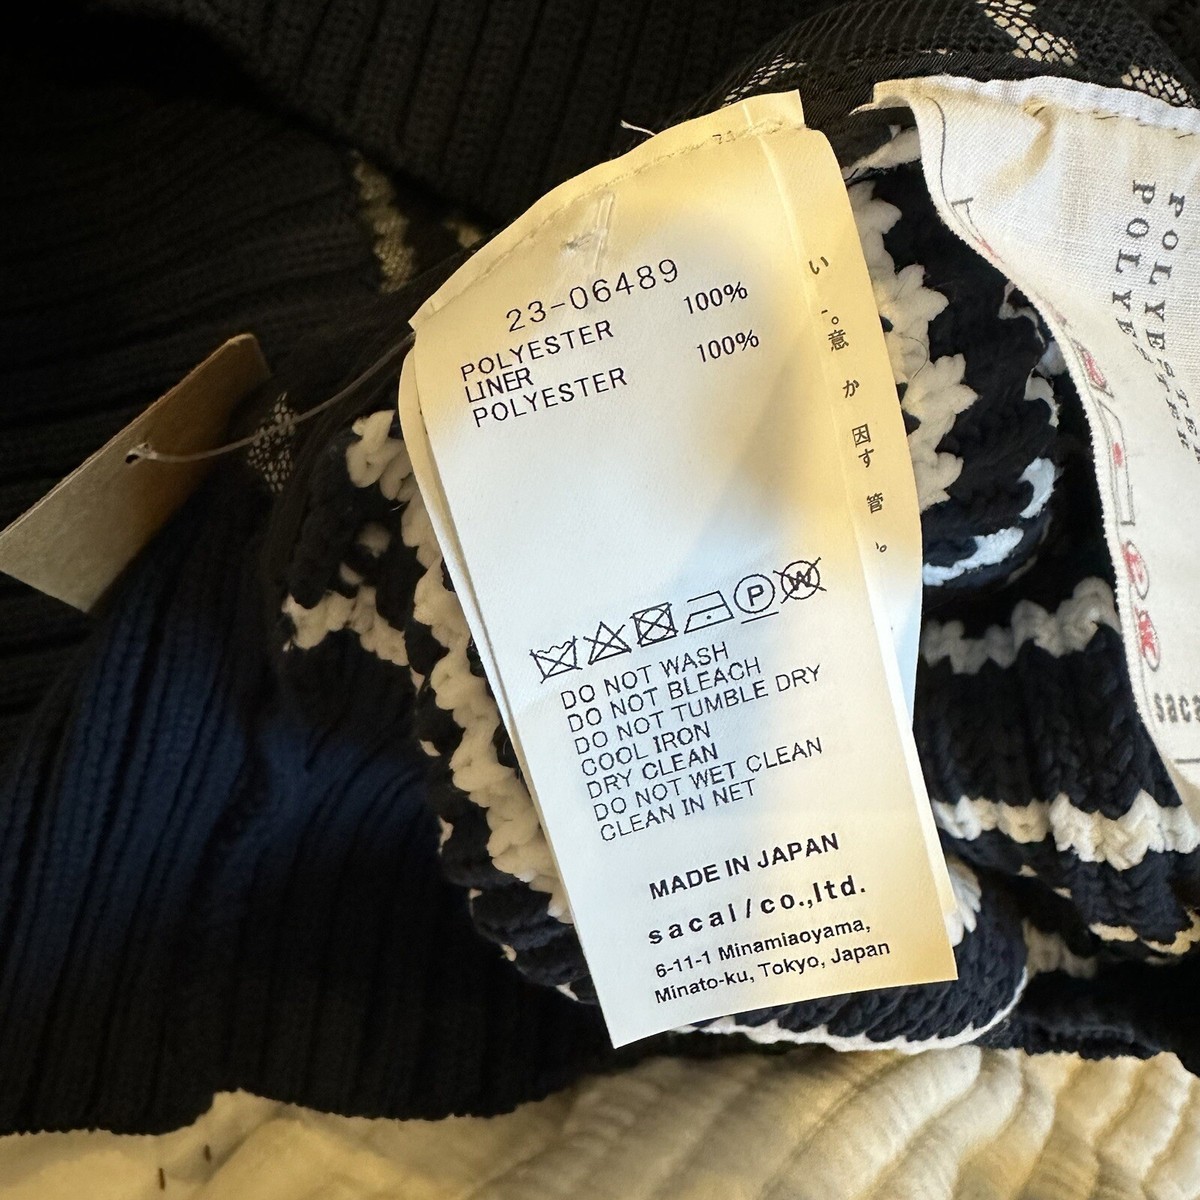 23-06489
POLYESTER 100%
LINER
POLYESTER 100%
P W
DO NOT WASH
DO NOT BLEACH
DO NOT TUMBLE DRY
COOL IRON
DRY CLEAN
DO NOT WET CLEAN
CLEAN IN NET
MADE IN JAPAN
sacai/co.,ltd.
6-11-1 Minamiaoyama,
Minato-ku, Tokyo, Japan
い
。
意
か
因
す
管
。
POLYESTER
POLYESTER